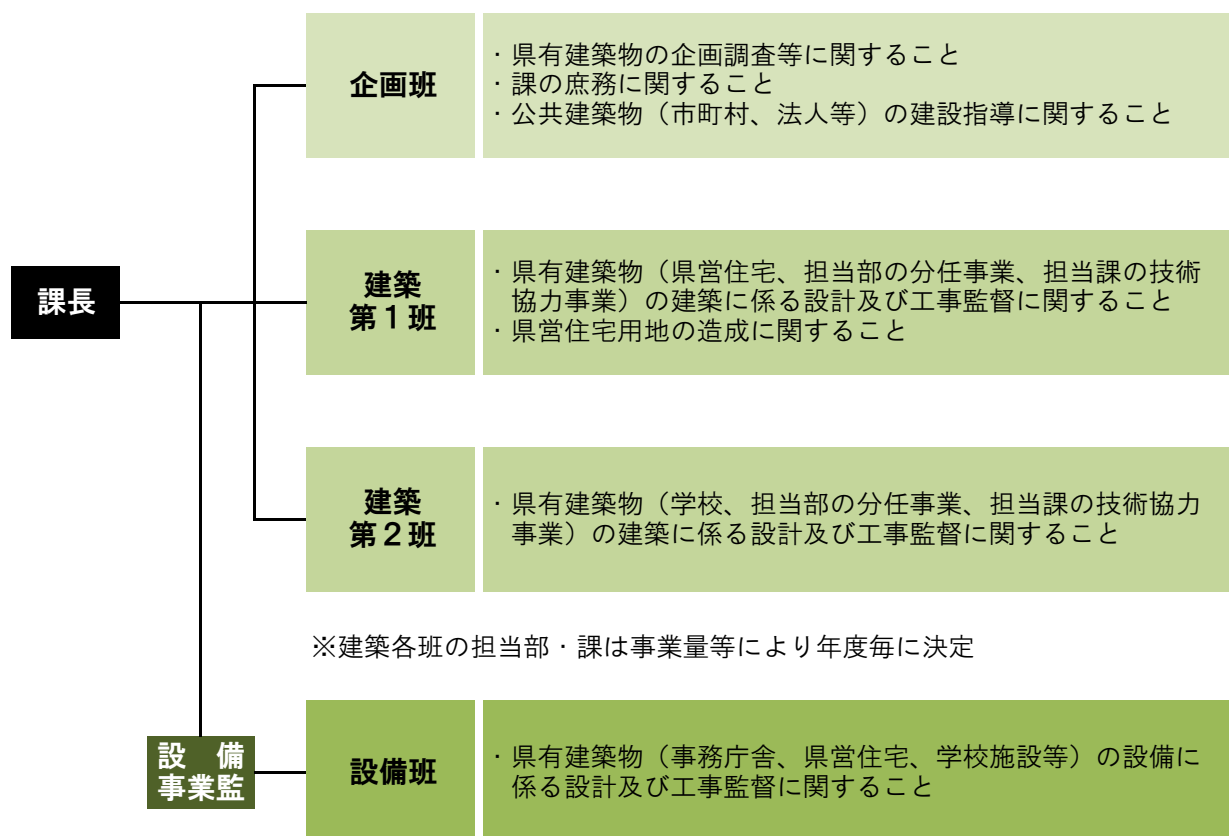 企画班
・県有建築物の企画調査等に関すること
・課の庶務に関すること
・公共建築物（市町村、法人等）の建設指導に関すること
課長
建築
第１班
・県有建築物（県営住宅、担当部の分任事業、担当課の技術
協力事業）の建築に係る設計及び工事監督に関すること
・県営住宅用地の造成に関すること
建築
第２班
・県有建築物（学校、担当部の分任事業、担当課の技術協力
事業）の建築に係る設計及び工事監督に関すること
※建築各班の担当部・課は事業量等により年度毎に決定
設　備
事業監
設備班
・県有建築物（事務庁舎、県営住宅、学校施設等）の設備に
係る設計及び工事監督に関すること